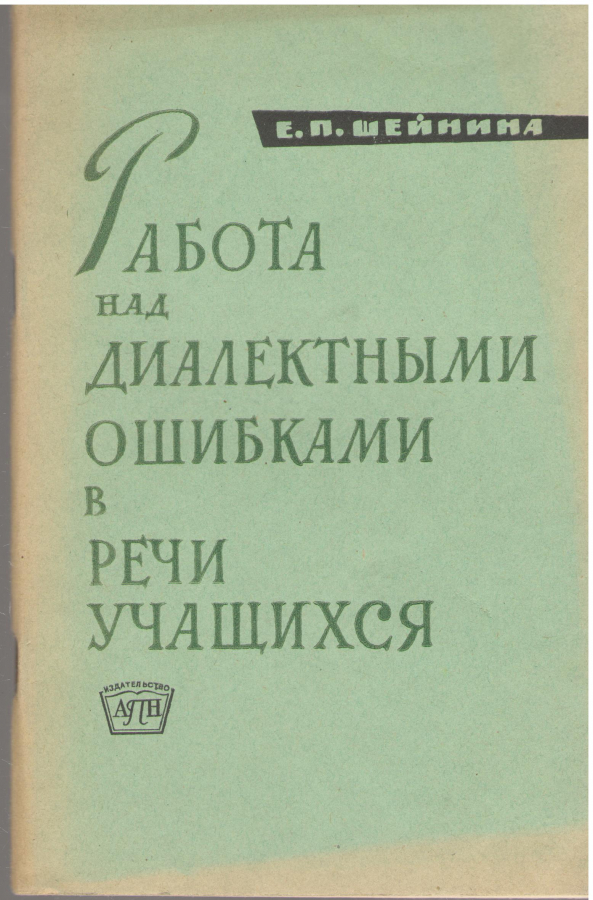 Е. П. ШЕЙНИНА
РАБОТА
НАД
ДИАЛЕКТНЫМИ
ОШИБКАМИ
В
РЕЧИ
УЧАЩИХСЯ
ИЗДАТЕЛЬСТВО
АПН